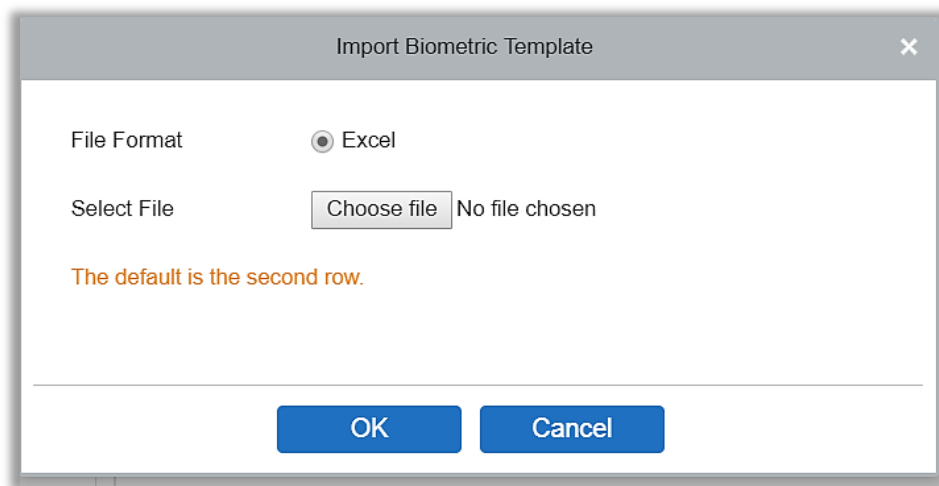 Import Biometric Template ×
File Format Excel
Select File Choose file No file chosen
The default is the second row.
OK Cancel